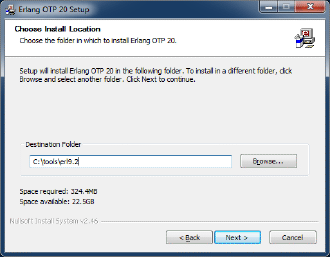 Erlang OTP 20 Setup
Choose Install Location
Choose the folder in which to install Erlang OTP 20.
Setup will install Erlang OTP 20 in the following folder. To install in a different folder, click
Browse and select another folder. Click Next to continue.
Destination Folder
C:\tools\erl9.2
Browse...
Space required: 324.4MB
Space available: 22.5GB
Nullsoft Install System v2.46
< Back
Next >
Cancel